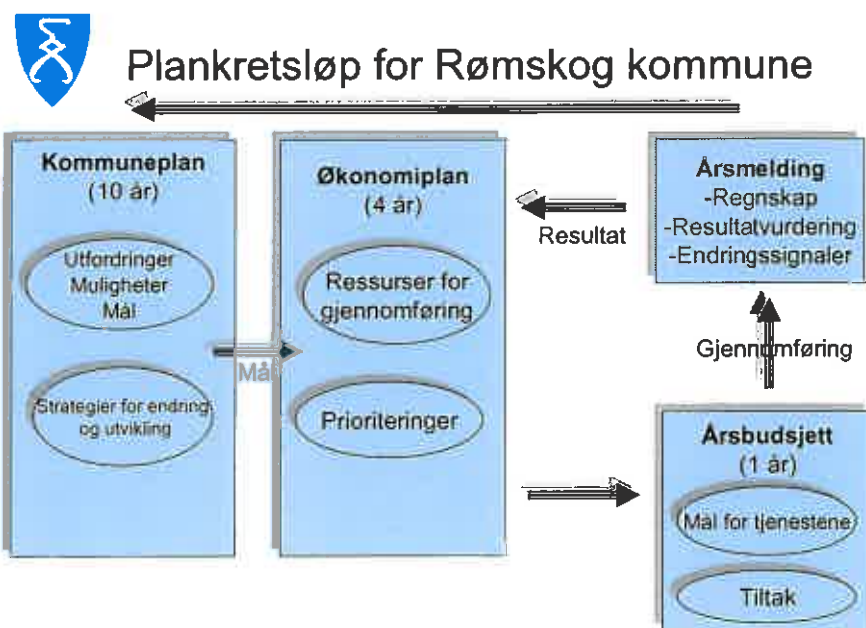 Plankretsløp for Rømskog kommune
Kommuneplan
(10 år)
Utfordringer
Muligheter
Mål
Strategier for endring
og utvikling
Mål
Økonomiplan
(4 år)
Ressurser for
gjennomføring
Prioriteringer
Resultat
Årsmelding
-Regnskap
-Resultatvurdering
-Endringssignaler
Gjennomføring
Årsbudsjett
(1 år)
Mål for tjenestene
Tiltak